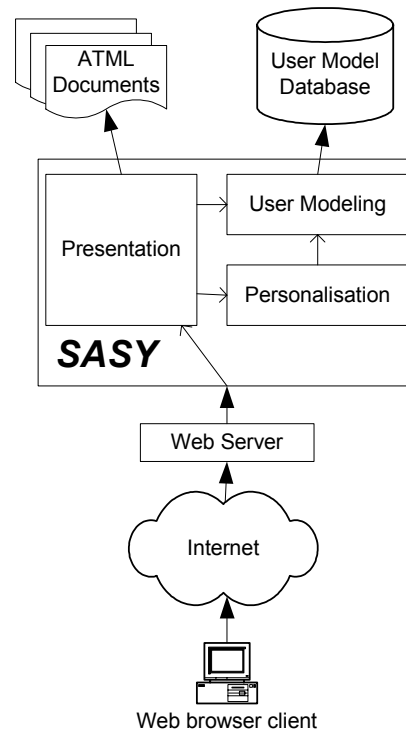 ATML
Documents
User Model
Database
Presentation
User Modeling
Personalisation
SASY
Web Server
Internet
Web browser client